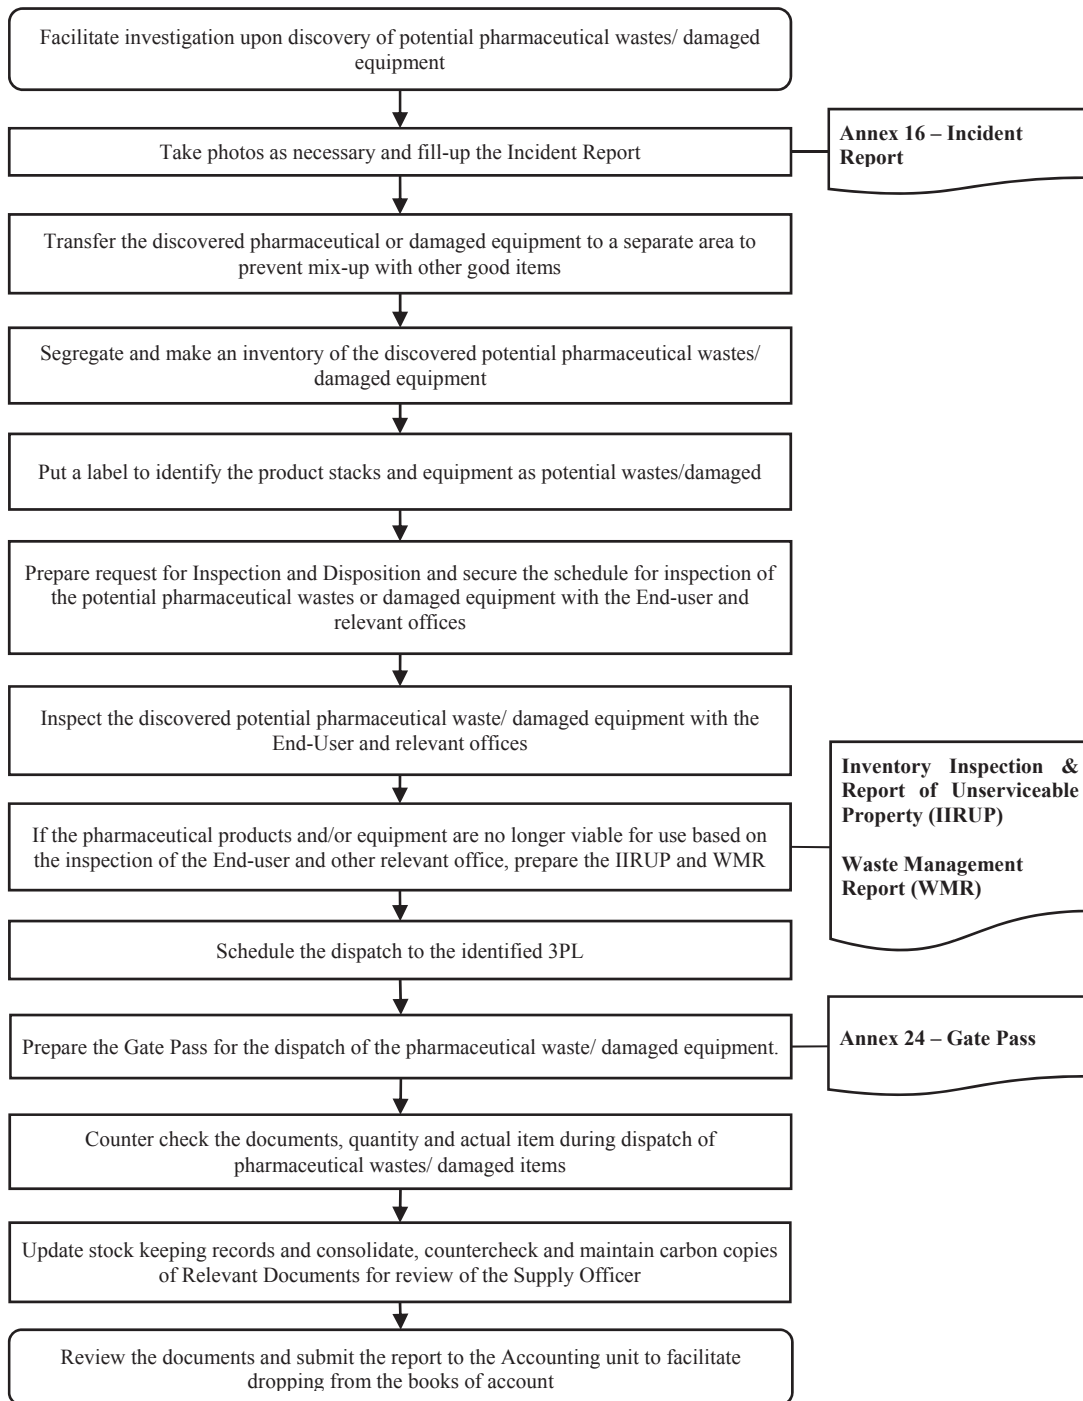 Facilitate investigation upon discovery of potential pharmaceutical wastes/ damaged
equipment
Take photos as necessary and fill-up the Incident Report
Annex 16 – Incident
Report
Transfer the discovered pharmaceutical or damaged equipment to a separate area to
prevent mix-up with other good items
Segregate and make an inventory of the discovered potential pharmaceutical wastes/
damaged equipment
Put a label to identify the product stacks and equipment as potential wastes/damaged
Prepare request for Inspection and Disposition and secure the schedule for inspection of
the potential pharmaceutical wastes or damaged equipment with the End-user and
relevant offices
Inspect the discovered potential pharmaceutical waste/ damaged equipment with the
End-User and relevant offices
If the pharmaceutical products and/or equipment are no longer viable for use based on
the inspection of the End-user and other relevant office, prepare the IIRUP and WMR
Inventory Inspection &
Report of Unserviceable
Property (IIRUP)
Waste Management
Report (WMR)
Schedule the dispatch to the identified 3PL
Prepare the Gate Pass for the dispatch of the pharmaceutical waste/ damaged equipment.
Annex 24 – Gate Pass
Counter check the documents, quantity and actual item during dispatch of
pharmaceutical wastes/ damaged items
Update stock keeping records and consolidate, countercheck and maintain carbon copies
of Relevant Documents for review of the Supply Officer
Review the documents and submit the report to the Accounting unit to facilitate
dropping from the books of account